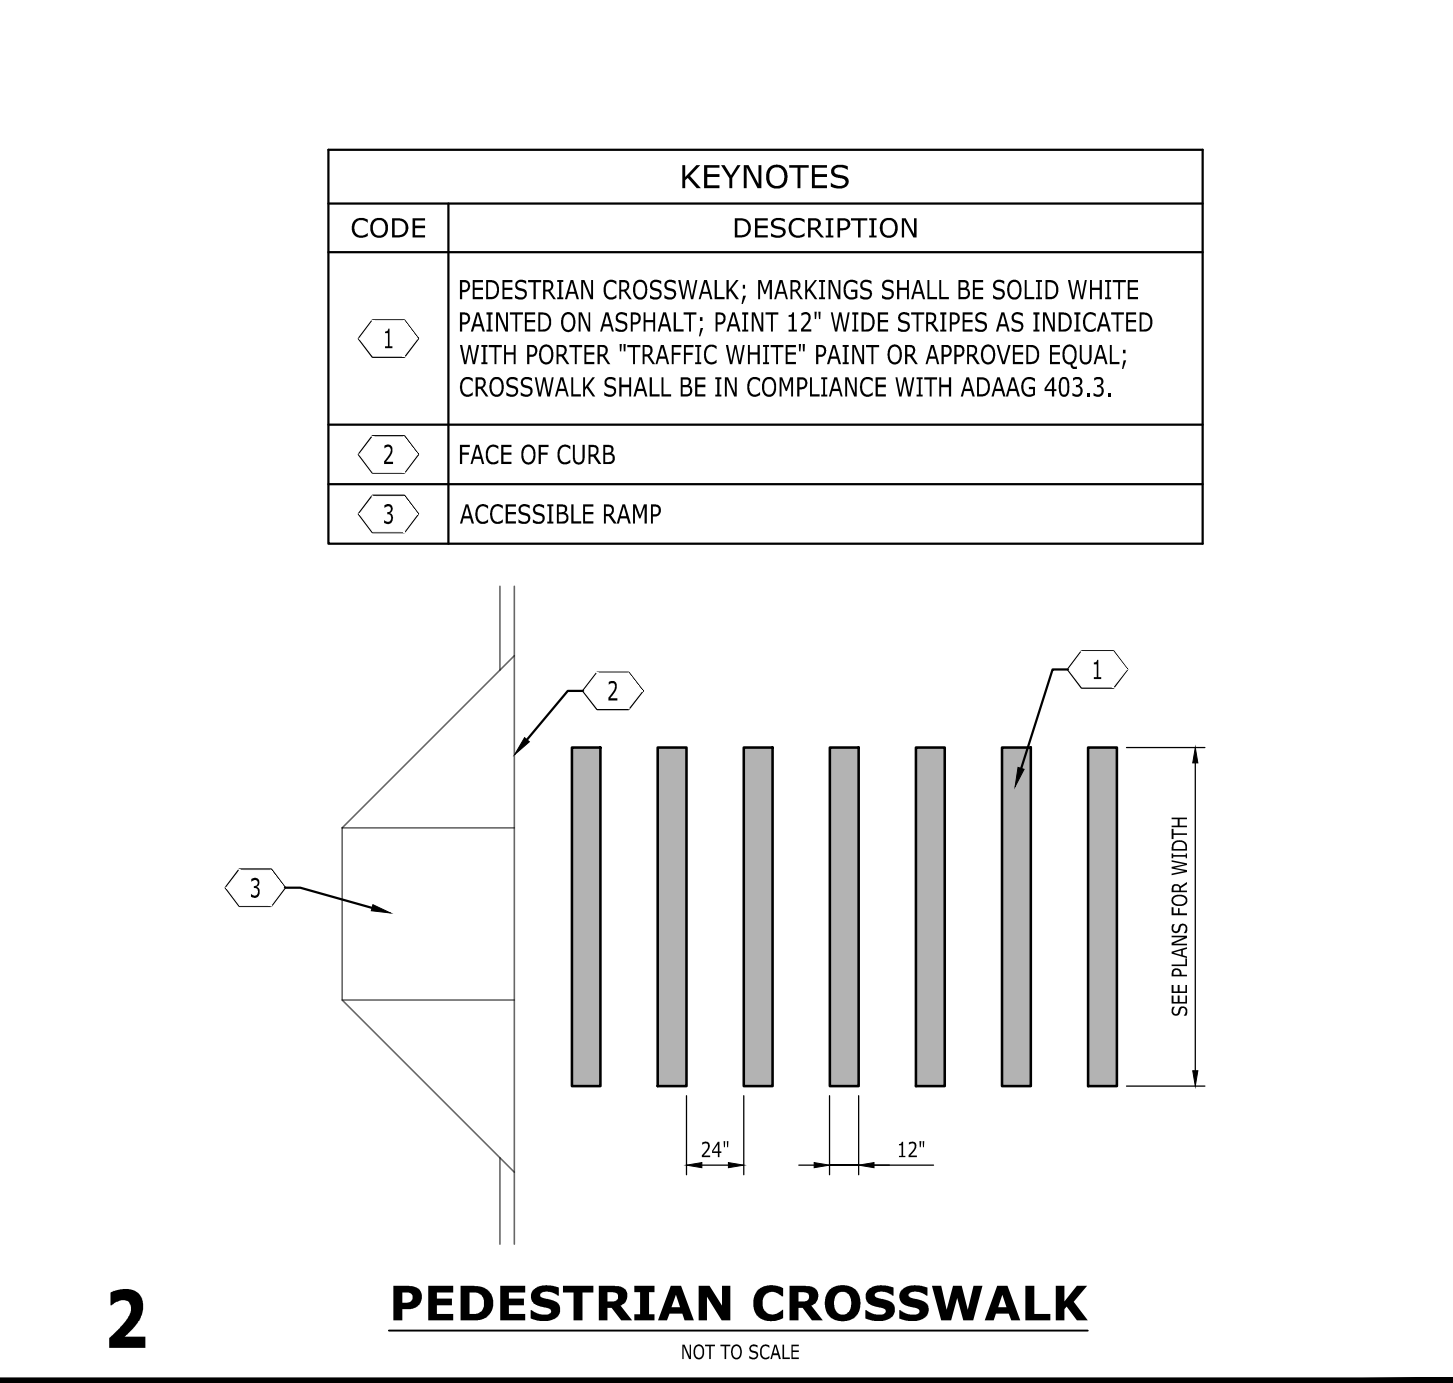 KEYNOTES
CODE DESCRIPTION
1
PEDESTRIAN CROSSWALK; MARKINGS SHALL BE SOLID WHITE
PAINTED ON ASPHALT; PAINT 12" WIDE STRIPES AS INDICATED
WITH PORTER "TRAFFIC WHITE" PAINT OR APPROVED EQUAL;
CROSSWALK SHALL BE IN COMPLIANCE WITH ADAAG 403.3.
2 FACE OF CURB
3 ACCESSIBLE RAMP
1
2
3
SEE PLANS FOR WIDTH
24"
12"
2
PEDESTRIAN CROSSWALK
NOT TO SCALE